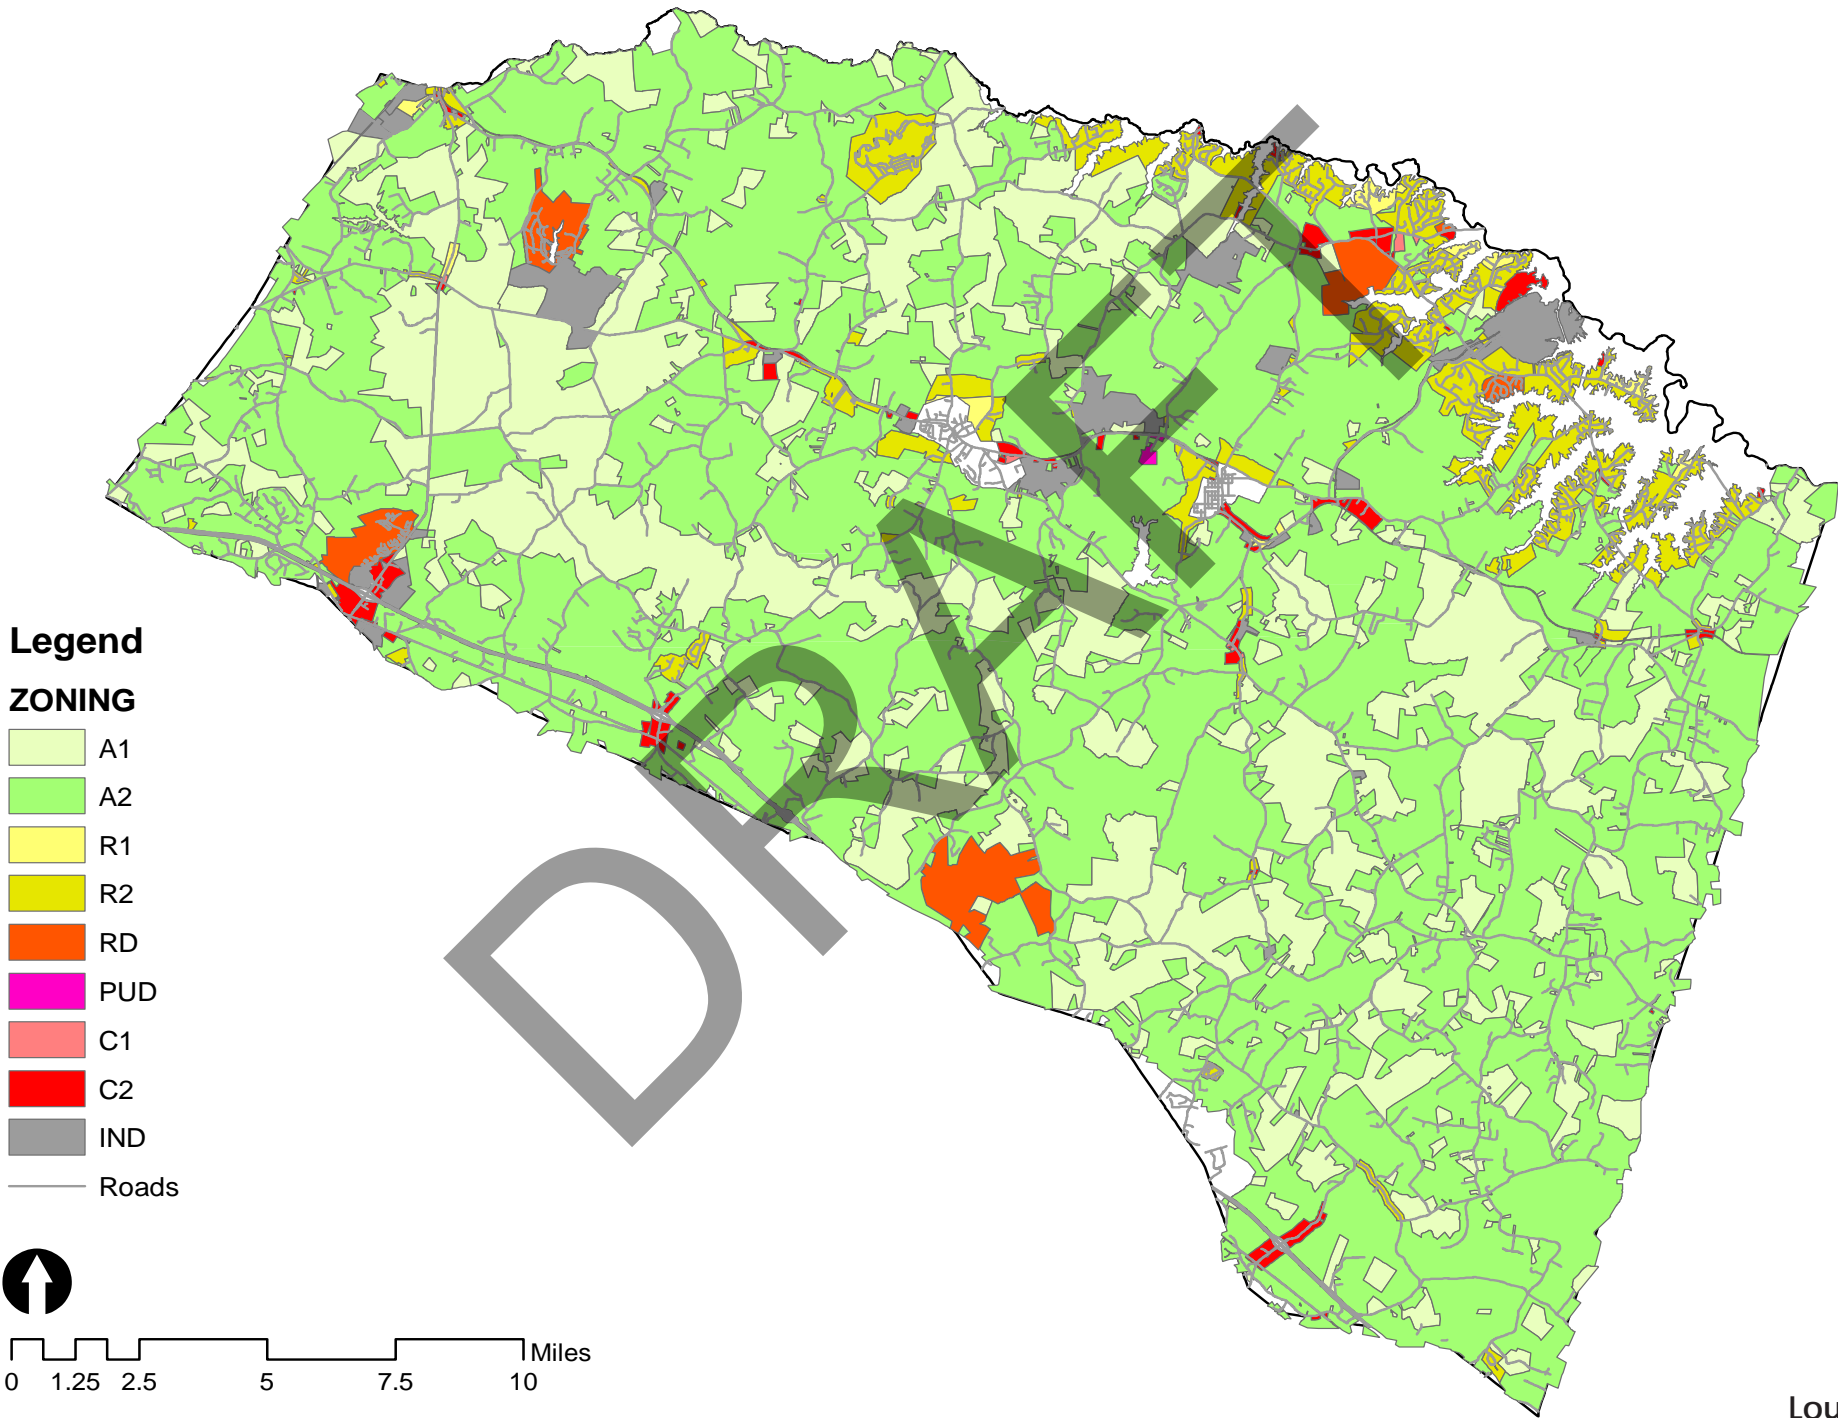 DRAFT
Legend
ZONING
A1
A2
R1
R2
RD
PUD
C1
C2
IND
Roads
Miles
0 1.25 2.5 5 7.5 10
Lou